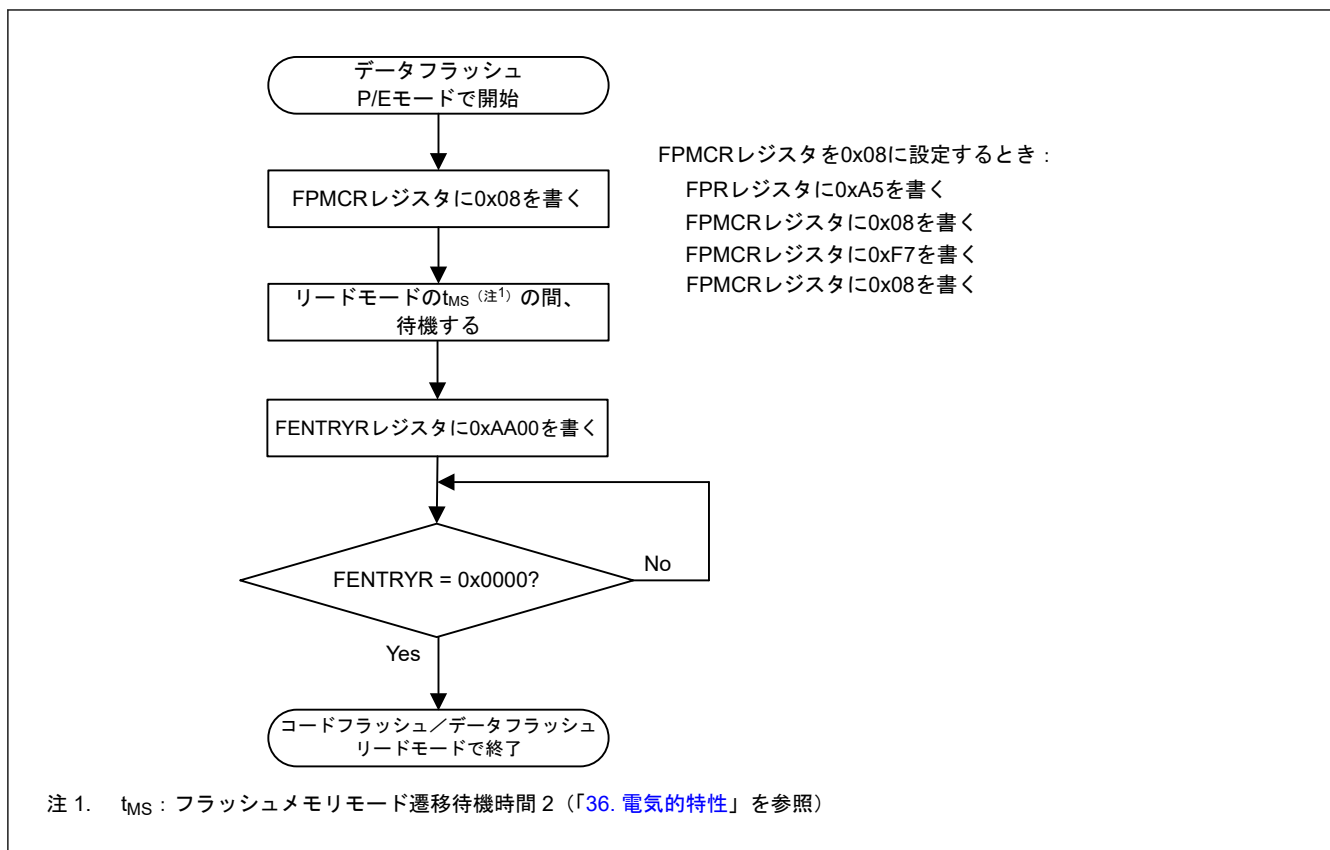 データフラッシュ
P/Eモードで開始
FPMCRレジスタに0x08を書く
FPMCRレジスタを0x08に設定するとき：
FPRレジスタに0xA5を書く
FPMCRレジスタに0x08を書く
FPMCRレジスタに0xF7を書く
FPMCRレジスタに0x08を書く
リードモードのtMS（注1）の間、
待機する
FENTRYRレジスタに0xAA00を書く
FENTRYR = 0x0000?
No
Yes
コードフラッシュ／データフラッシュ
リードモードで終了
注 1. tMS：フラッシュメモリモード遷移待機時間 2（「36. 電気的特性」を参照）